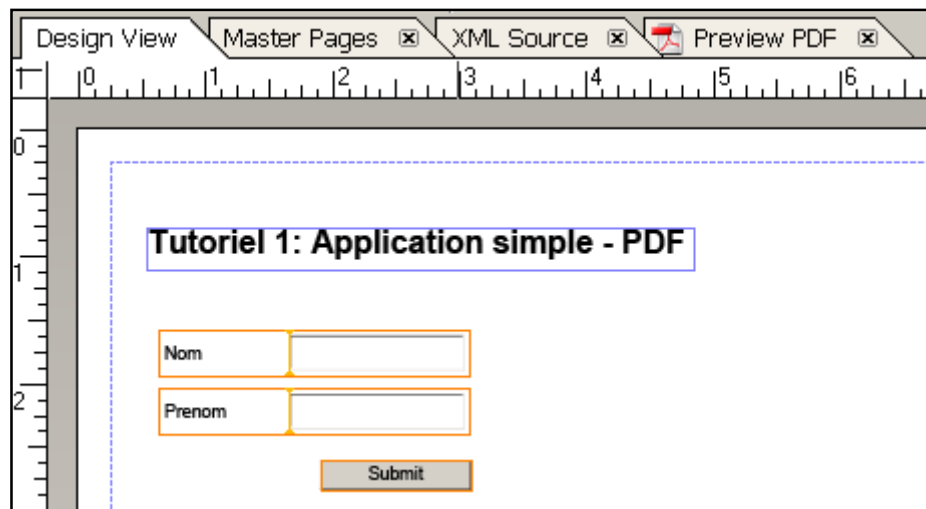 Design View Master Pages XML Source Preview PDF
0 1 2 3 4 5 6
0
Tutoriel 1: Application simple - PDF
1
Nom
2
Prenom
Submit